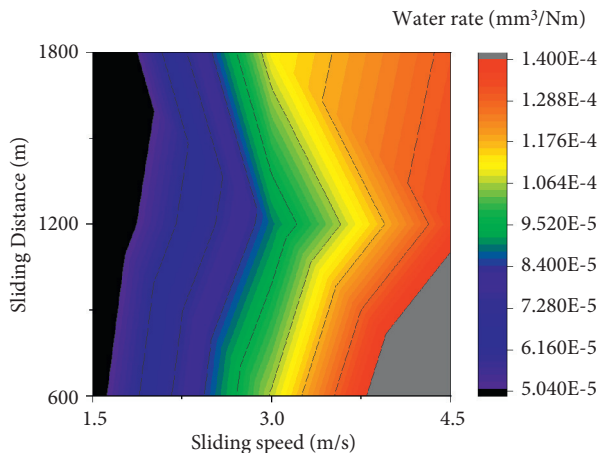 Water rate (mm³/Nm)
1800
1200
600
Sliding Distance (m)
1.5
3.0
4.5
Sliding speed (m/s)
1.400E-4
1.288E-4
1.176E-4
1.064E-4
9.520E-5
8.400E-5
7.280E-5
6.160E-5
5.040E-5